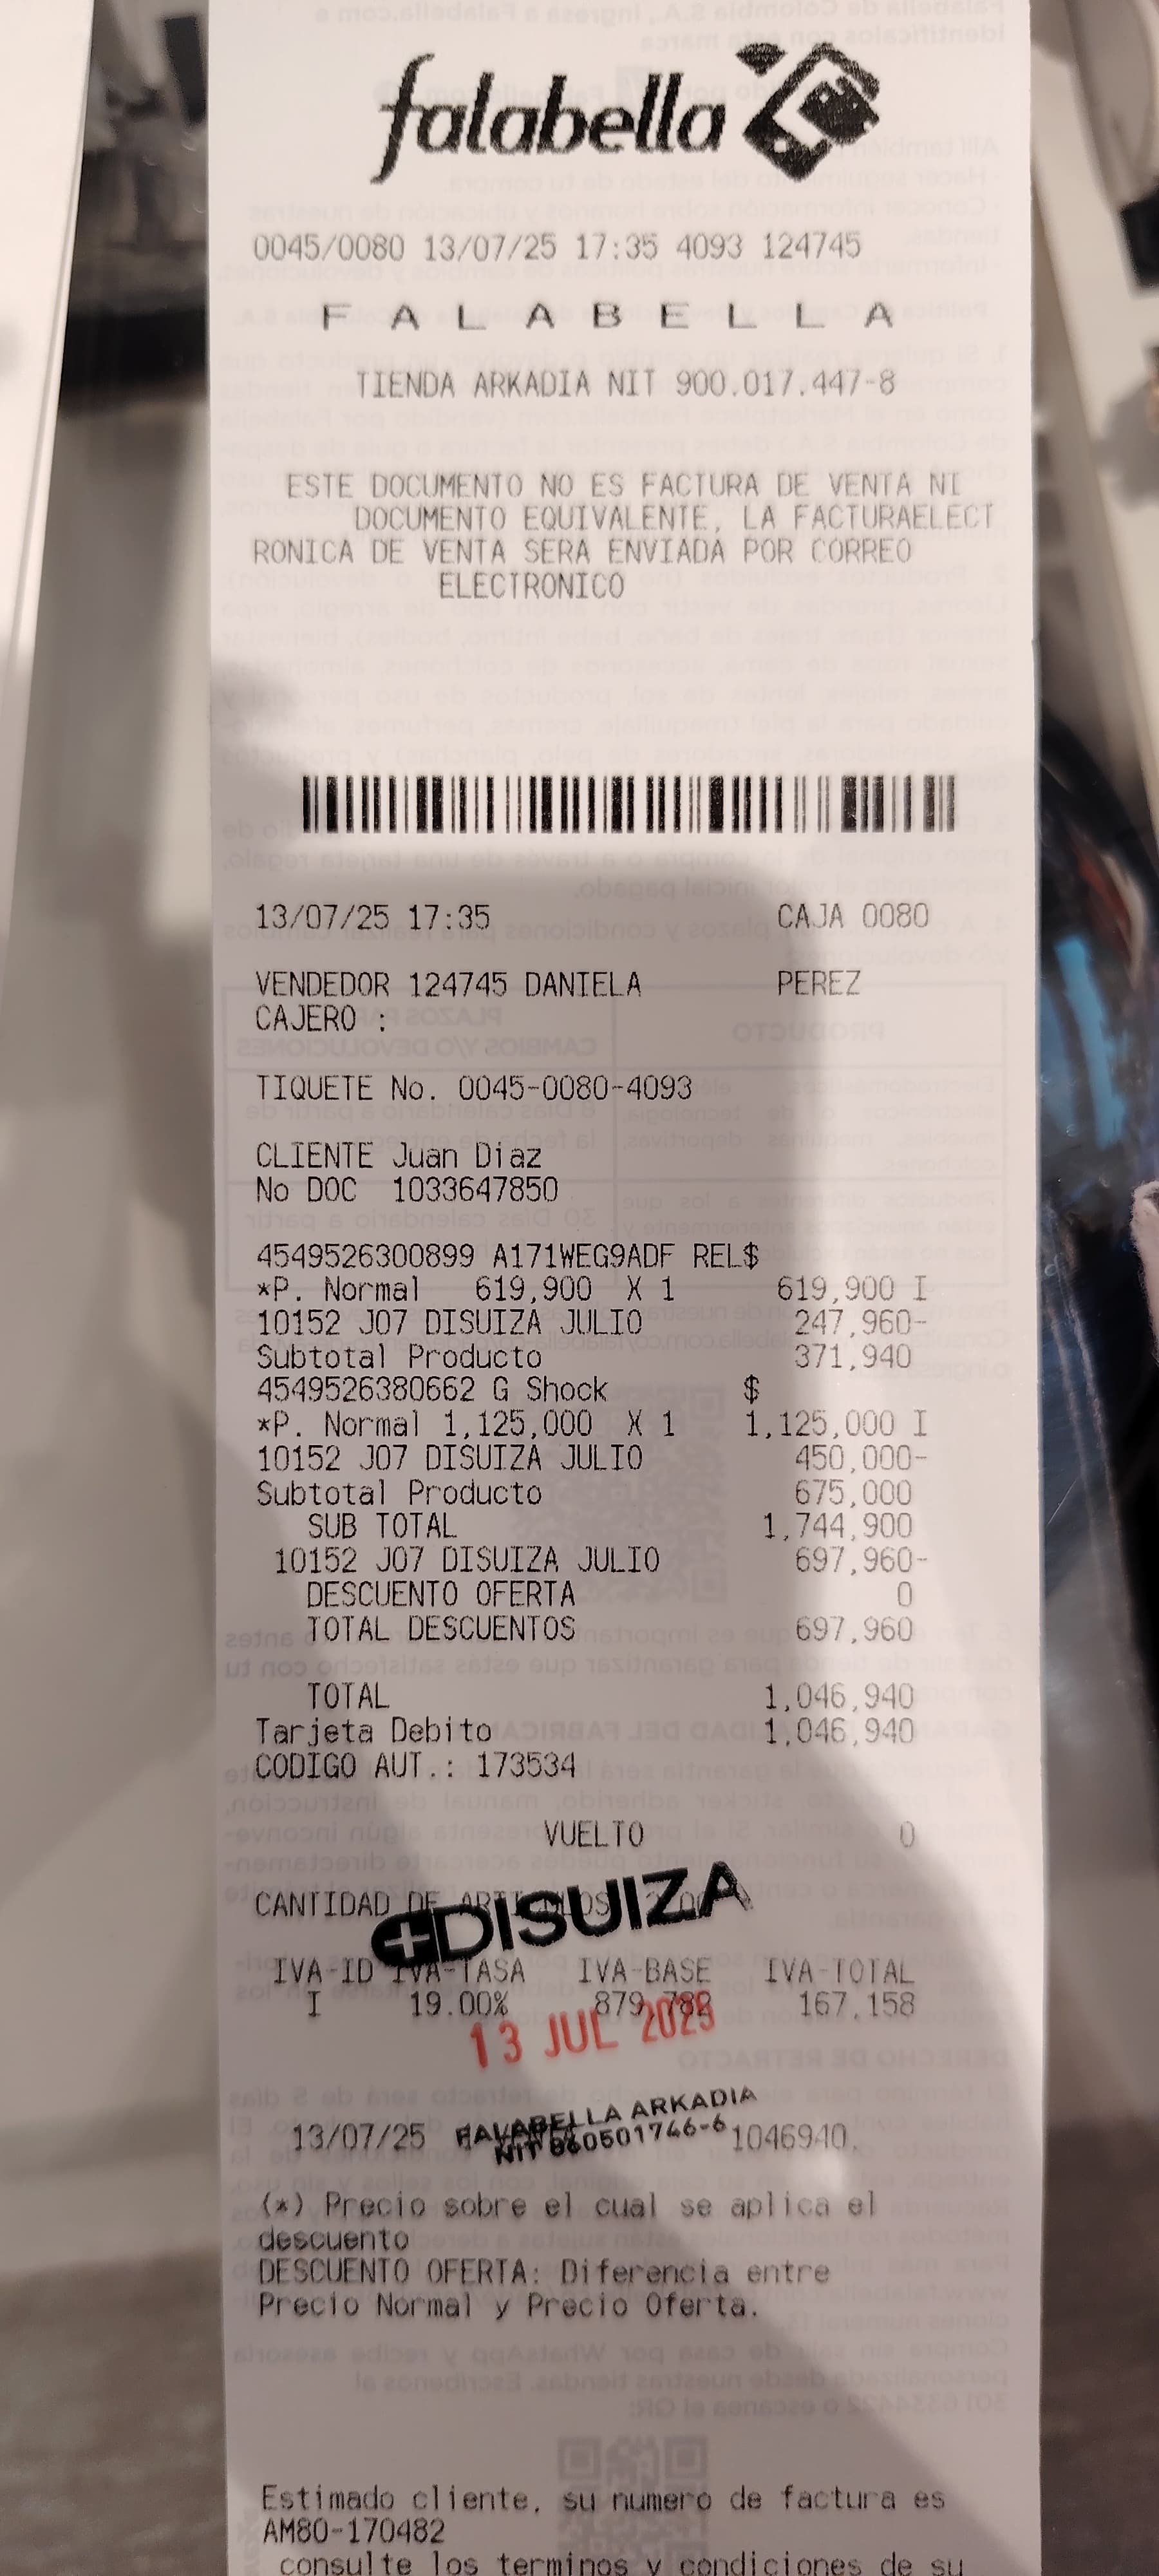 falabella
0045/0080 13/07/25 17:35 4093 124745
F A L A B E L L A
TIENDA ARKADIA NIT 900.017.447-8
ESTE DOCUMENTO NO ES FACTURA DE VENTA NI
DOCUMENTO EQUIVALENTE, LA FACTURAELECT
RONICA DE VENTA SERA ENVIADA POR CORREO
ELECTRONICO
13/07/25 17:35 CAJA 0080
VENDEDOR 124745 DANIELA PEREZ
CAJERO :
TIQUETE No. 0045-0080-4093
CLIENTE Juan Diaz
No DOC 1033647850
4549526300899 A171WEG9ADF REL$
*P. Normal 619,900 X 1 619,900 I
10152 J07 DISUIZA JULIO 247,960-
Subtotal Producto 371,940
4549526380662 G Shock $
*P. Normal 1,125,000 X 1 1,125,000 I
10152 J07 DISUIZA JULIO 450,000-
Subtotal Producto 675,000
SUB TOTAL 1,744,900
10152 J07 DISUIZA JULIO 697,960-
DESCUENTO OFERTA 0
TOTAL DESCUENTOS 697,960
TOTAL 1,046,940
Tarjeta Debito 1,046,940
CODIGO AUT.: 173534
VUELTO 0
CANTIDAD DE
DISUIZA
IVA-ID IVA-TASA IVA-BASE IVA-TOTAL
I 19.00% 167,158
13 JUL 2025
FALABELLA ARKADIA
NIT 860501746-6
13/07/25 1046940.
(*) Precio sobre el cual se aplica el
descuento
DESCUENTO OFERTA: Diferencia entre
Precio Normal y Precio Oferta.
Estimado cliente, su numero de factura es
AM80-170482
consulte los terminos y condiciones de su